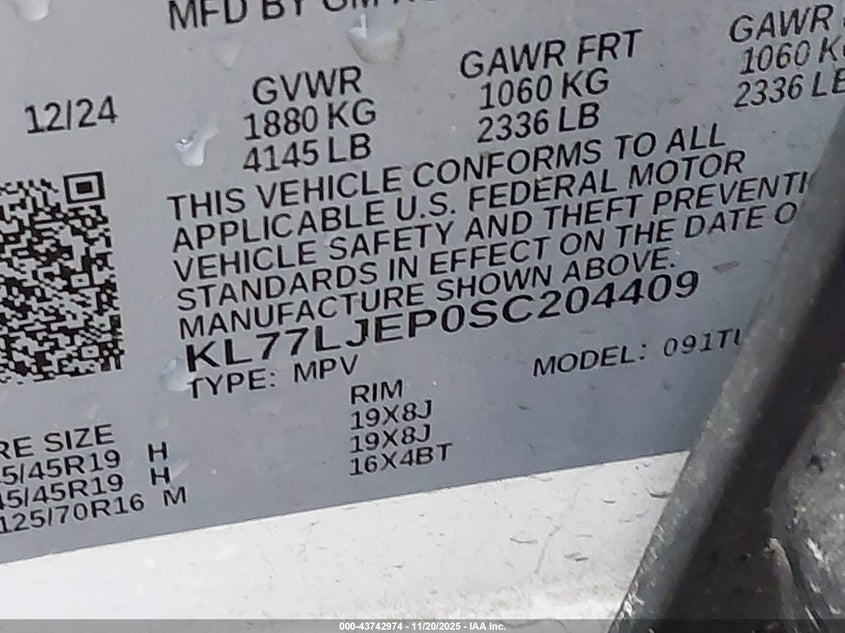 MFD BY GM
12/24
GVWR
1880 KG
4145 LB
GAWR FRT
1060 KG
2336 LB
GAWR
1060 K
2336 LB
THIS VEHICLE CONFORMS TO ALL
APPLICABLE U.S. FEDERAL MOTOR
VEHICLE SAFETY AND THEFT PREVENTI
STANDARDS IN EFFECT ON THE DATE O
MANUFACTURE SHOWN ABOVE.
KL77LJEP0SC204409
TYPE: MPV
MODEL: 091TU
RE SIZE
5/45R19 H
45/45R19 H
125/70R16 M
RIM
19X8J
19X8J
16X4BT
000-43742974 - 11/20/2025 - IAA Inc.